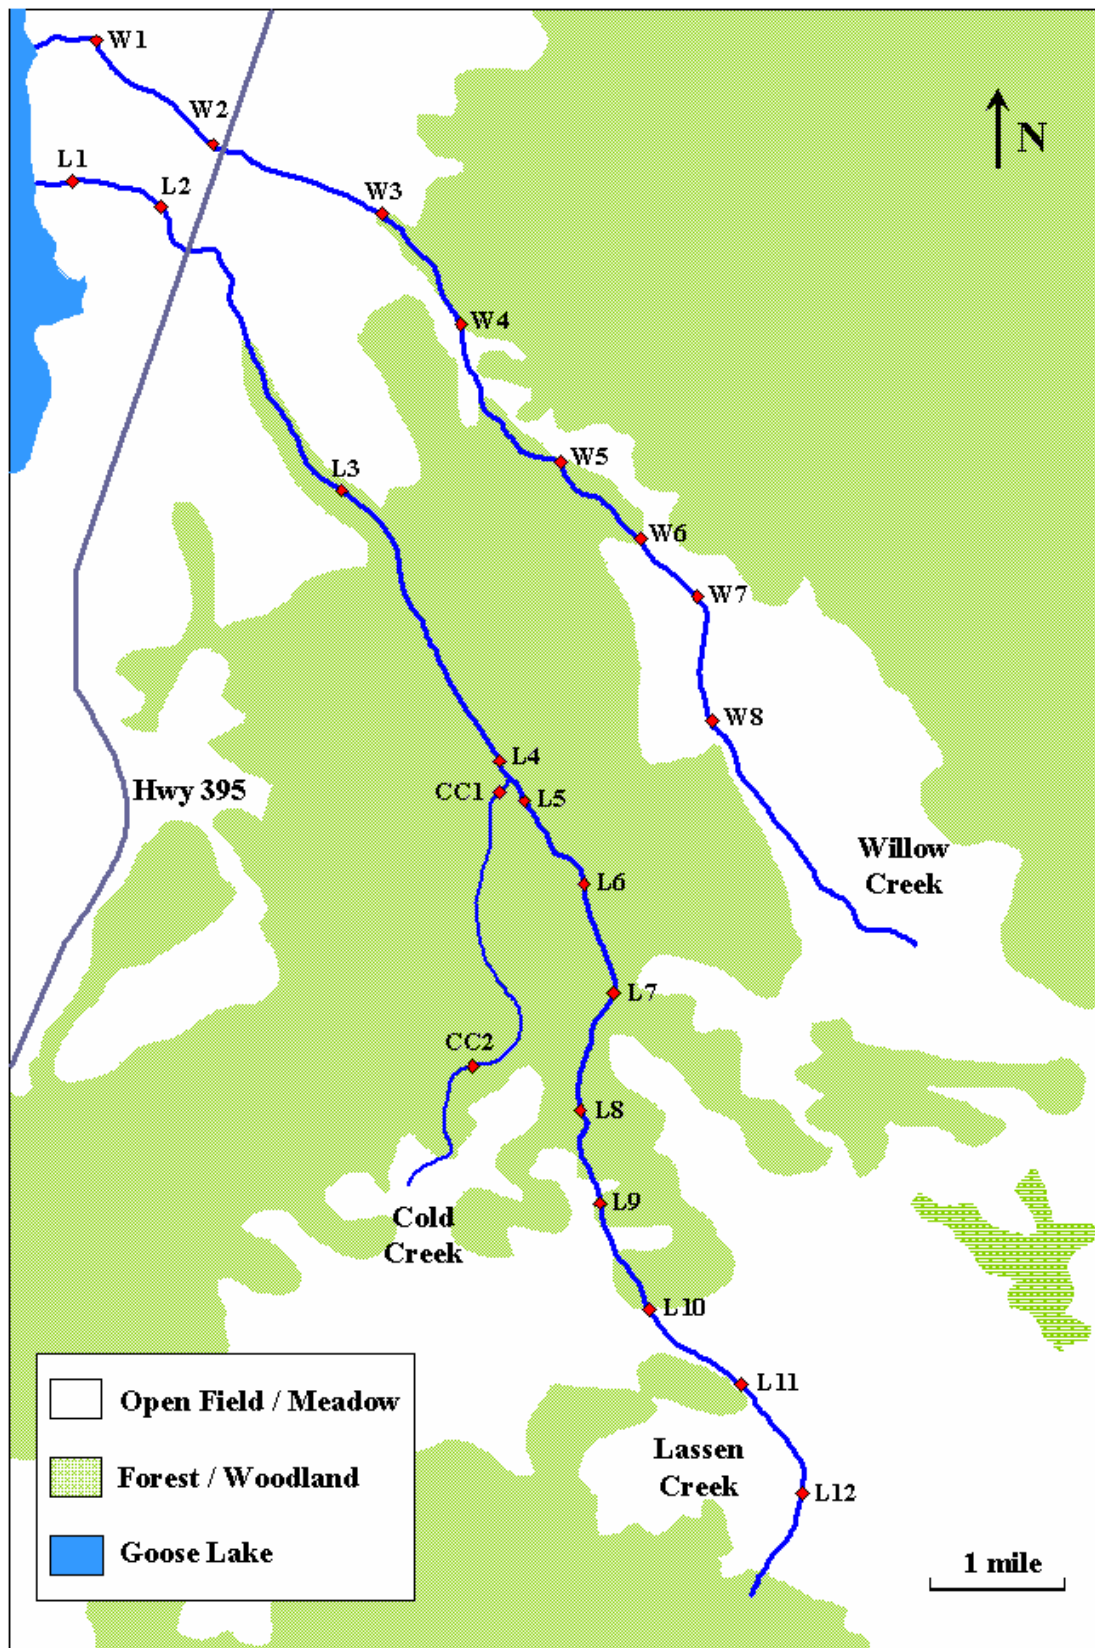 W1
W2
N
L1
L2
W3
W4
W5
L3
W6
W7
W8
L4
Hwy 395
CC1
L5
Willow
Creek
L6
L7
CC2
L8
L9
Cold
Creek
L10
L11
Open Field / Meadow
Lassen
Creek
Forest / Woodland
L12
Goose Lake
1 mile